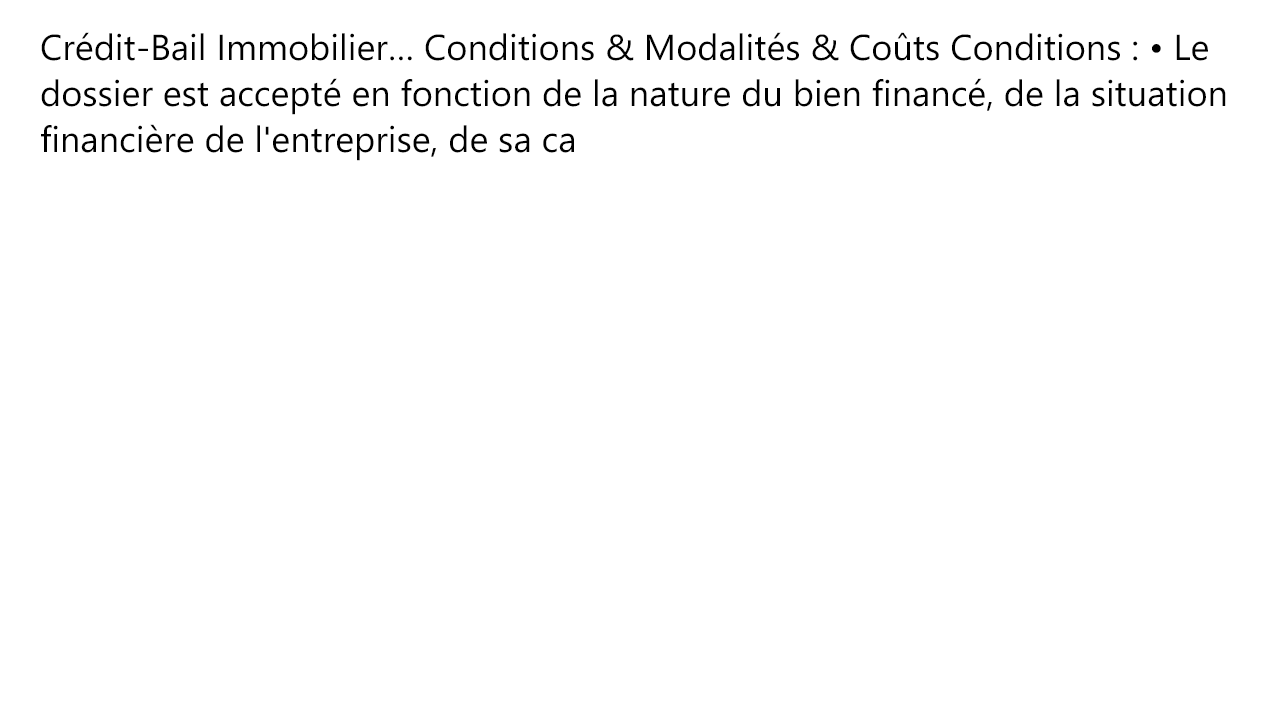 Crédit-Bail Immobilier... Conditions & Modalités & Coûts Conditions : • Le
dossier est accepté en fonction de la nature du bien financé, de la situation
financière de l'entreprise, de sa ca